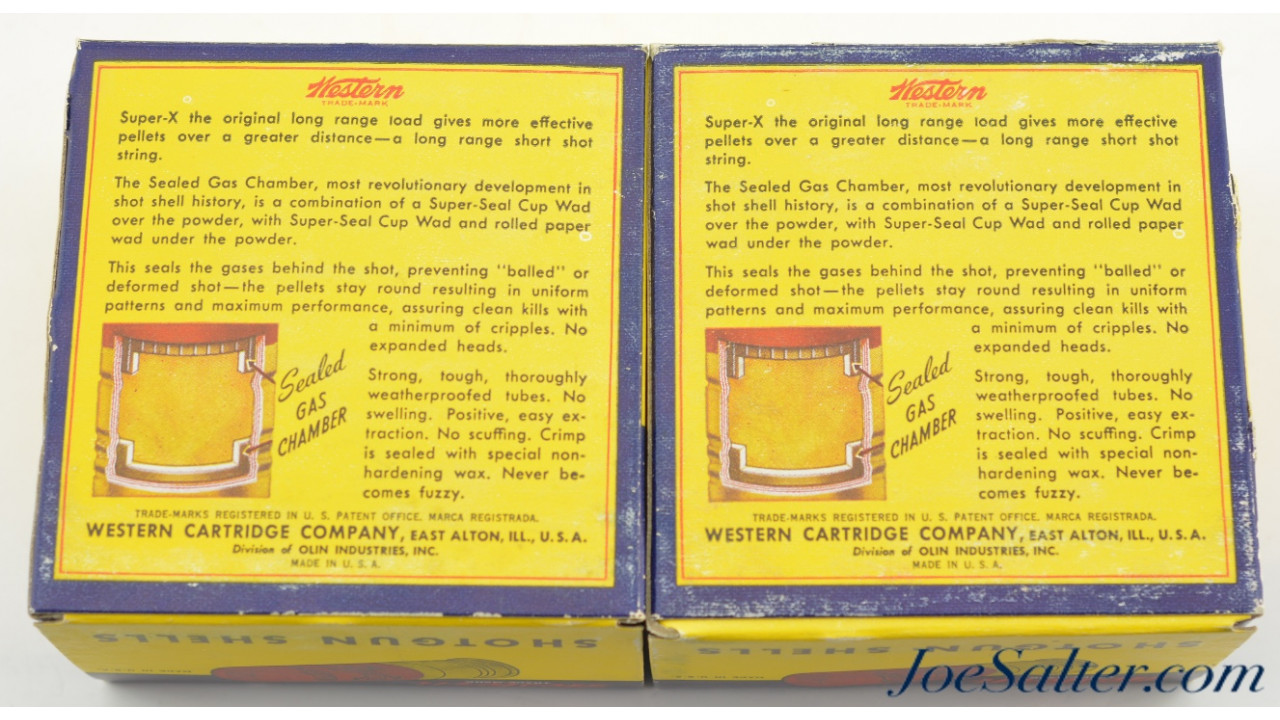 Western
TRADE-MARK
Super-X the original long range load gives more effective
pellets over a greater distance—a long range short shot
string.
The Sealed Gas Chamber, most revolutionary development in
shot shell history, is a combination of a Super-Seal Cup Wad
over the powder, with Super-Seal Cup Wad and rolled paper
wad under the powder.
This seals the gases behind the shot, preventing "balled" or
deformed shot—the pellets stay round resulting in uniform
patterns and maximum performance, assuring clean kills with
a minimum of cripples. No
expanded heads.
Sealed
GAS
CHAMBER
Strong, tough, thoroughly
weatherproofed tubes. No
swelling. Positive, easy ex-
traction. No scuffing. Crimp
is sealed with special non-
hardening wax. Never be-
comes fuzzy.
TRADE-MARKS REGISTERED IN U. S. PATENT OFFICE. MARCA REGISTRADA.
WESTERN CARTRIDGE COMPANY, EAST ALTON, ILL., U.S.A.
Division of OLIN INDUSTRIES, INC.
MADE IN U. S. A.
SHOTGUN SHELLS
Western
TRADE-MARK
Super-X the original long range load gives more effective
pellets over a greater distance—a long range short shot
string.
The Sealed Gas Chamber, most revolutionary development in
shot shell history, is a combination of a Super-Seal Cup Wad
over the powder, with Super-Seal Cup Wad and rolled paper
wad under the powder.
This seals the gases behind the shot, preventing "balled" or
deformed shot—the pellets stay round resulting in uniform
patterns and maximum performance, assuring clean kills with
a minimum of cripples. No
expanded heads.
Sealed
GAS
CHAMBER
Strong, tough, thoroughly
weatherproofed tubes. No
swelling. Positive, easy ex-
traction. No scuffing. Crimp
is sealed with special non-
hardening wax. Never be-
comes fuzzy.
TRADE-MARKS REGISTERED IN U. S. PATENT OFFICE. MARCA REGISTRADA.
WESTERN CARTRIDGE COMPANY, EAST ALTON, ILL., U.S.A.
Division of OLIN INDUSTRIES, INC.
MADE IN U. S. A.
SHOTGUN SHELLS
JoeSalter.com